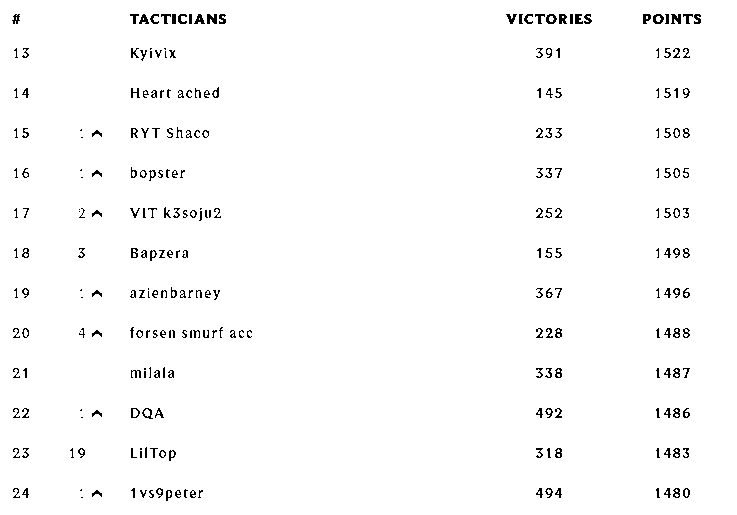 # TACTICIANS VICTORIES POINTS
13 Kyivix 391 1522
14 Heart ached 145 1519
15 1 RYT Shaco 233 1508
16 1 bopster 337 1505
17 2 VIT k3soju2 252 1503
18 3 Bapzera 155 1498
19 1 azienbarney 367 1496
20 4 forsen smurf acc 228 1488
21 milala 338 1487
22 1 DQA 492 1486
23 19 LilTop 318 1483
24 1 1vs9peter 494 1480